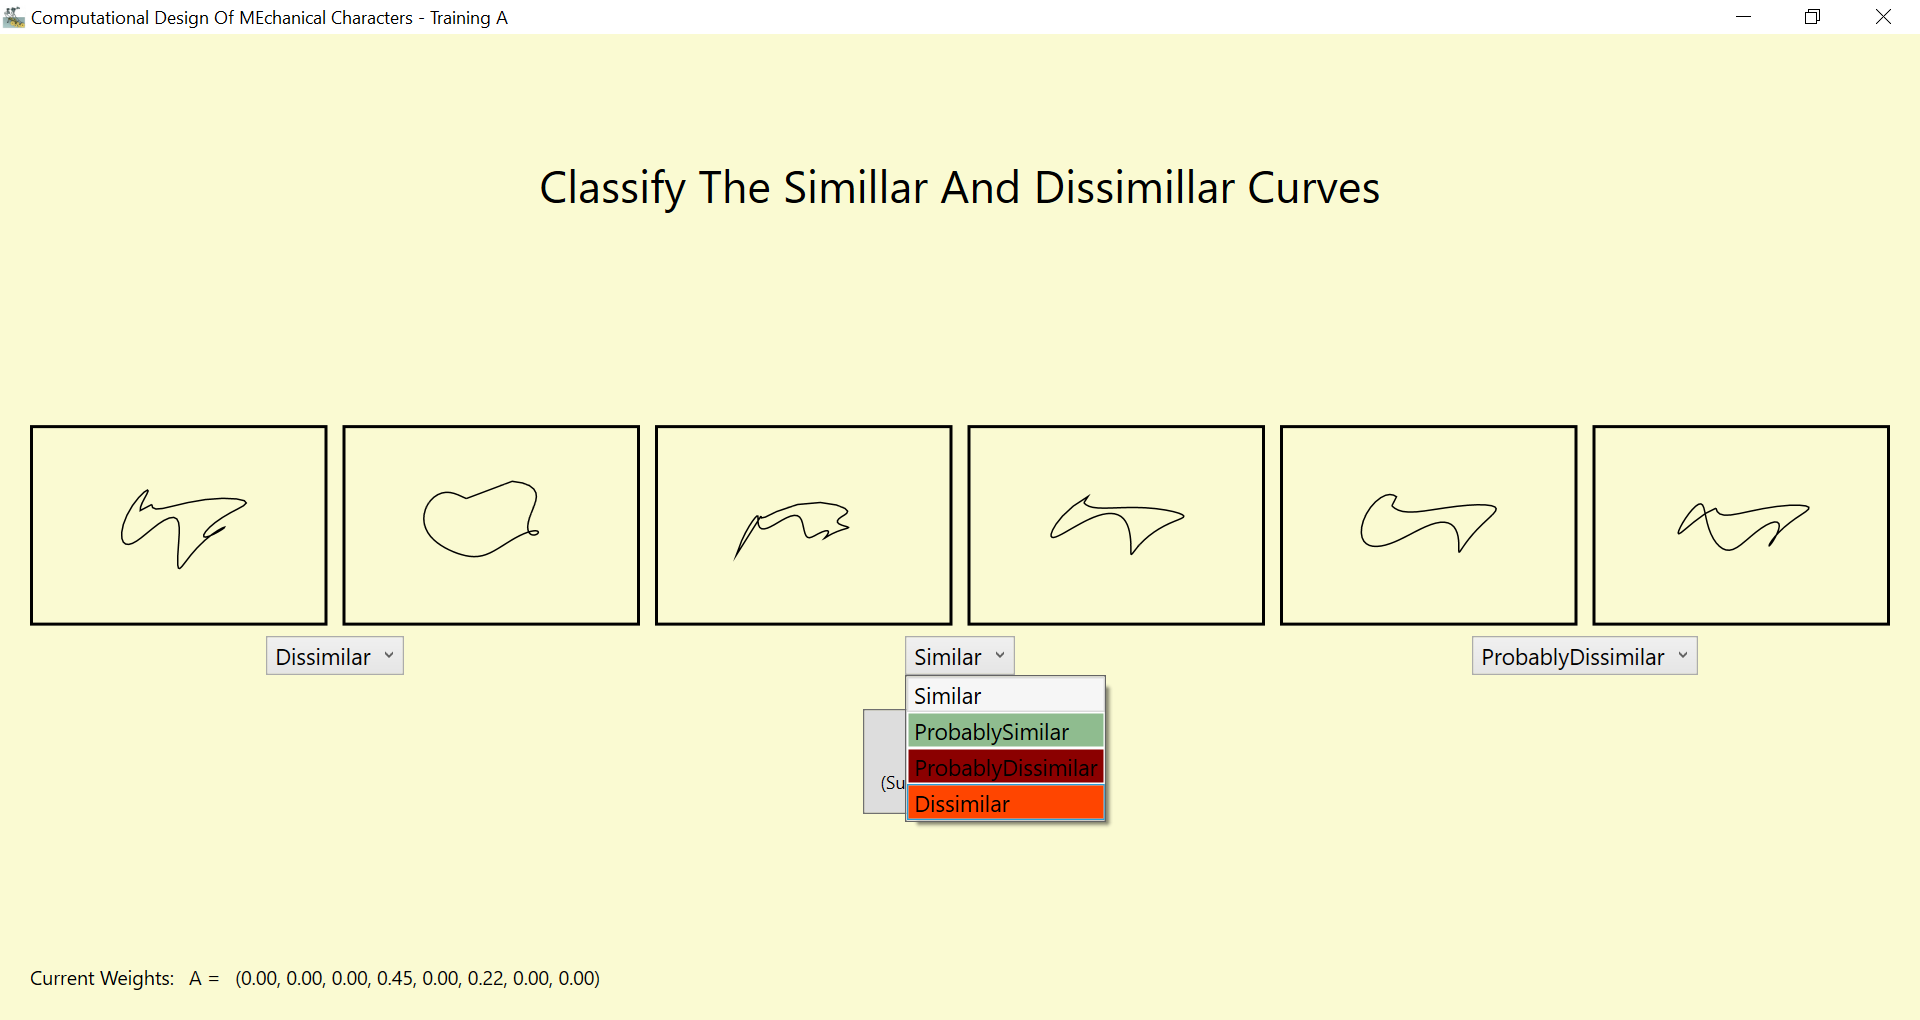 Computational Design Of MEchanical Characters - Training A
Classify The Simillar And Dissimillar Curves
Dissimilar
Similar
ProbablyDissimilar
Similar
ProbablySimilar
ProbablyDissimilar
(Su
Dissimilar
Current Weights: A = (0.00, 0.00, 0.00, 0.45, 0.00, 0.22, 0.00, 0.00)